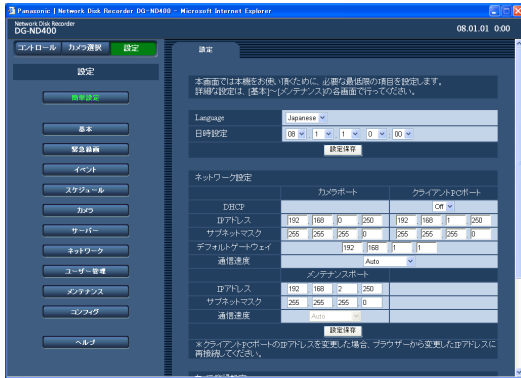 Panasonic | Network Disk Recorder DG-ND400 - Microsoft Internet Explorer
Network Disk Recorder
DG-ND400
08.01.01 0:00
コントロール カメラ選択 設定
設定
設定
簡単設定
基本
緊急録画
イベント
スケジュール
カメラ
サーバー
ネットワーク
ユーザー管理
メンテナンス
コンフィグ
ヘルプ
本画面では本機をお使い頂くために、必要な最低限の項目を設定します。
詳細な設定は、[基本]～[メンテナンス]の各画面で行ってください。
Language Japanese
日時設定 08 . 1 . 1 . 0 : 00
設定保存
ネットワーク設定
カメラポート クライアントPCポート
DHCP Off
IPアドレス 192 168 0 250 192 168 1 250
サブネットマスク 255 255 255 0 255 255 255 0
デフォルトゲートウェイ 192 168 1 1
通信速度 Auto
メンテナンスポート
IPアドレス 192 168 2 250
サブネットマスク 255 255 255 0
通信速度 Auto
設定保存
※クライアントPCポートのIPアドレスを変更した場合、ブラウザーから変更したIPアドレスに
再接続してください。